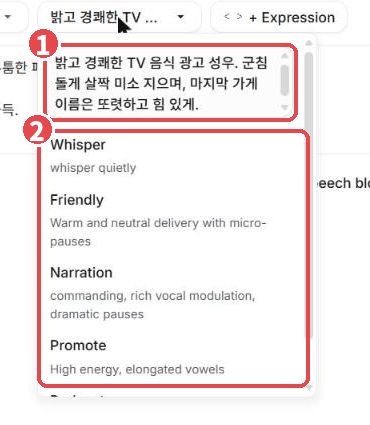 밝고 경쾌한 TV ...
< > + Expression
득.
1
밝고 경쾌한 TV 음식 광고 성우. 군침
돌게 살짝 미소 지으며, 마지막 가게
이름은 또렷하고 힘 있게.
2
Whisper
whisper quietly
eech blo
Friendly
Warm and neutral delivery with micro-
pauses
Narration
commanding, rich vocal modulation,
dramatic pauses
Promote
High energy, elongated vowels